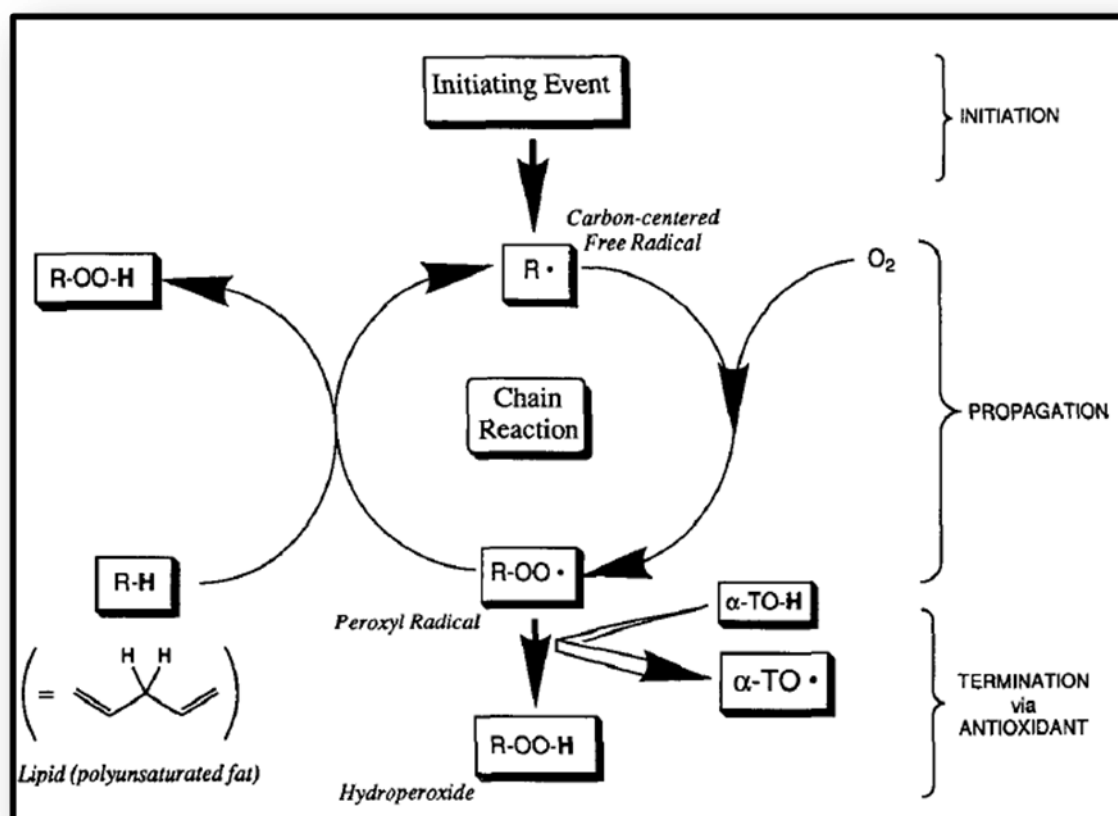 Initiating Event
INITIATION
Carbon-centered
Free Radical
R-OO-H
R •
O2
Chain
Reaction
PROPAGATION
R-H
R-OO •
Peroxyl Radical
α-TO-H
α-TO •
H H
=
Lipid (polyunsaturated fat)
R-OO-H
Hydroperoxide
TERMINATION
via
ANTIOXIDANT